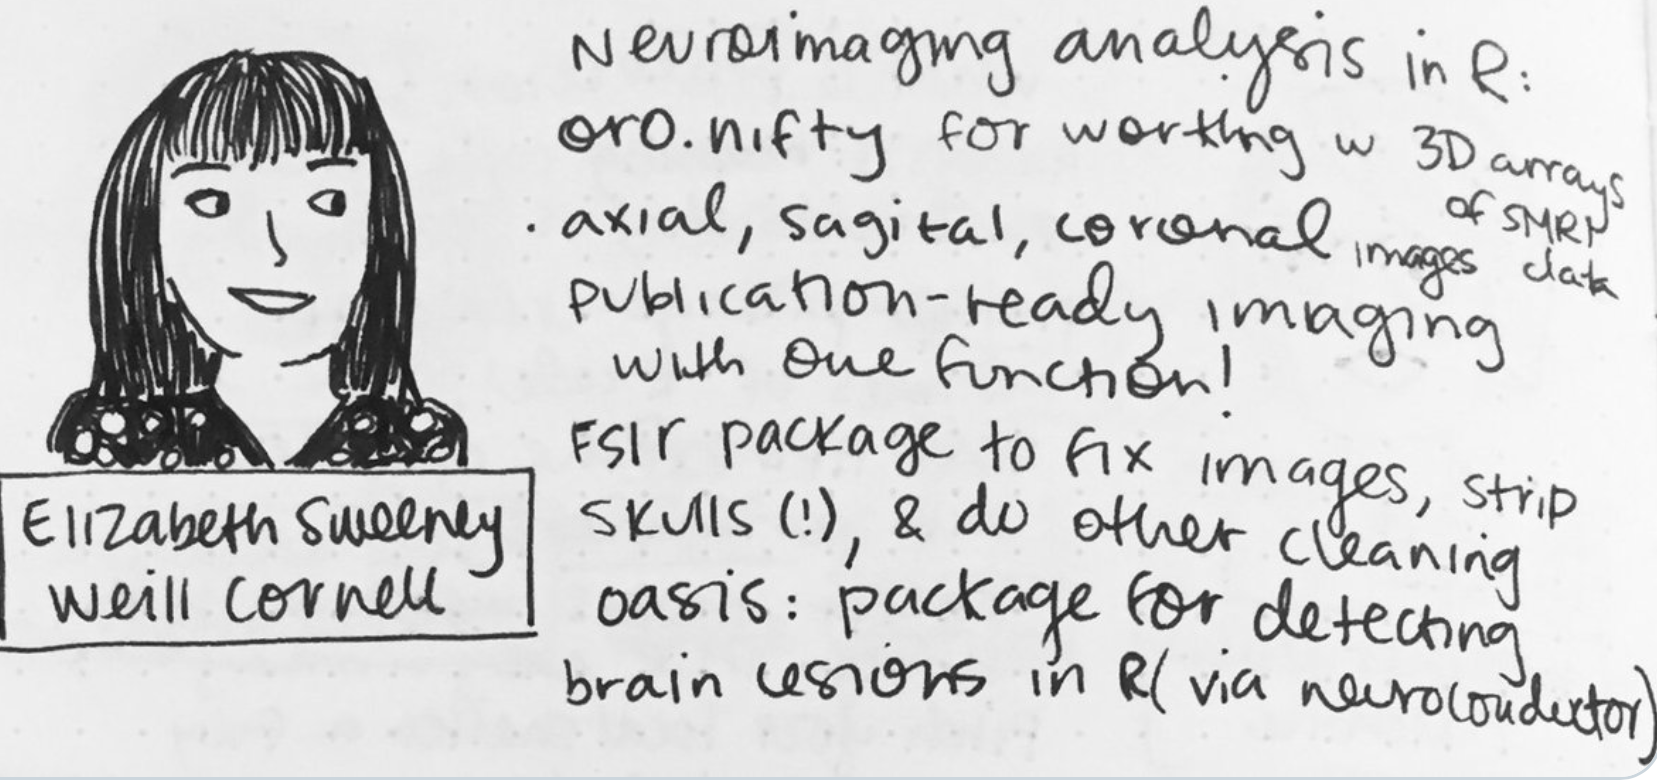 Neuroimaging analysis in R:
oro.nifty for working w 3D arrays
of SMRI
data
. axial, sagital, coronal images
publication-ready imaging
with one function!
FSlr package to fix images, strip
skulls (!), & do other cleaning
oasis: package for detecting
brain lesions in R( via neuroconductor)
Elizabeth Sweeney
Weill Cornell